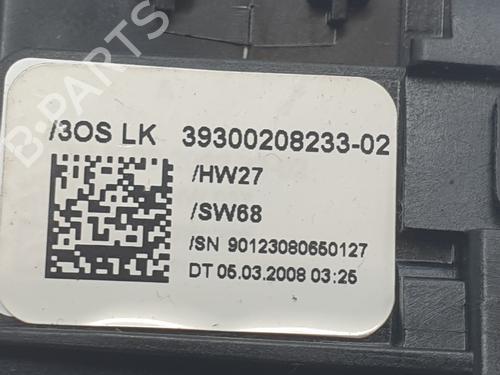 /3OS LK 39300208233-02
/HW27
/SW68
/SN 90123080650127
DT 05.03.2008 03:25
B-PARTS